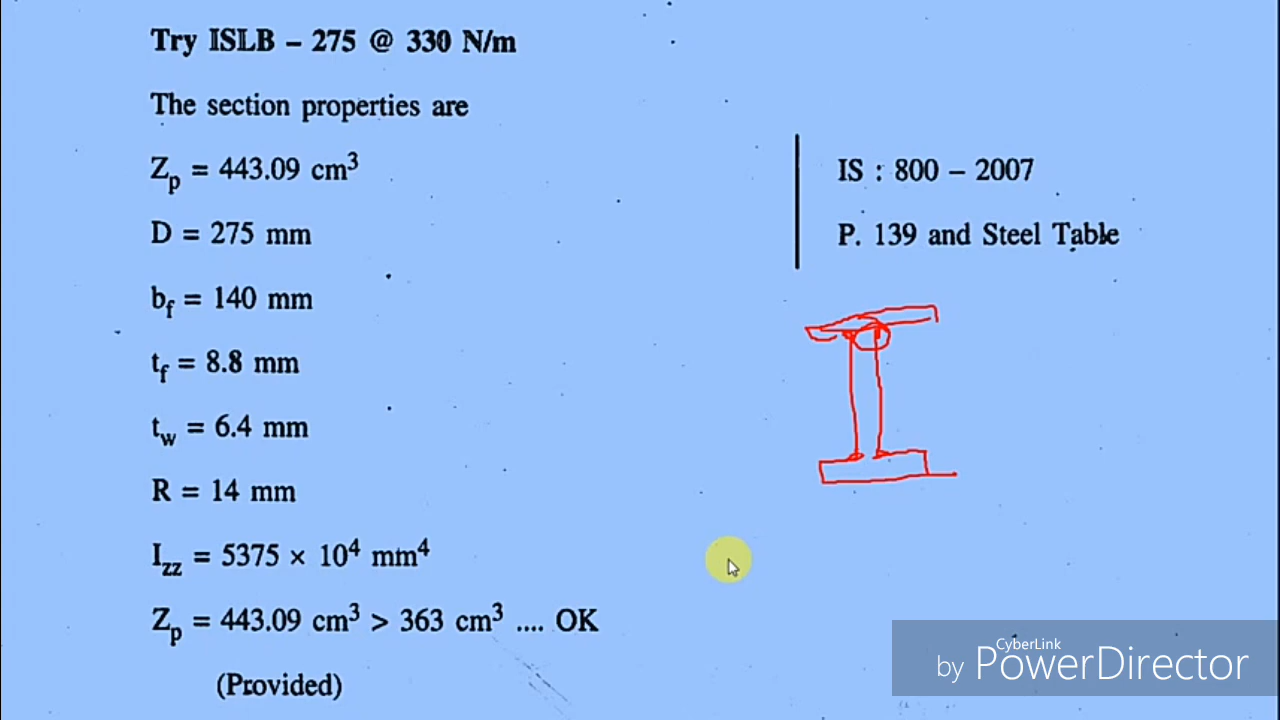 Try ISLB – 275 @ 330 N/m
The section properties are
Zp = 443.09 cm³
D = 275 mm
bf = 140 mm
tf = 8.8 mm
tw = 6.4 mm
R = 14 mm
Izz = 5375 × 10⁴ mm⁴
Zp = 443.09 cm³ > 363 cm³ .... OK
(Provided)
IS : 800 – 2007
P. 139 and Steel Table
CyberLink
by PowerDirector